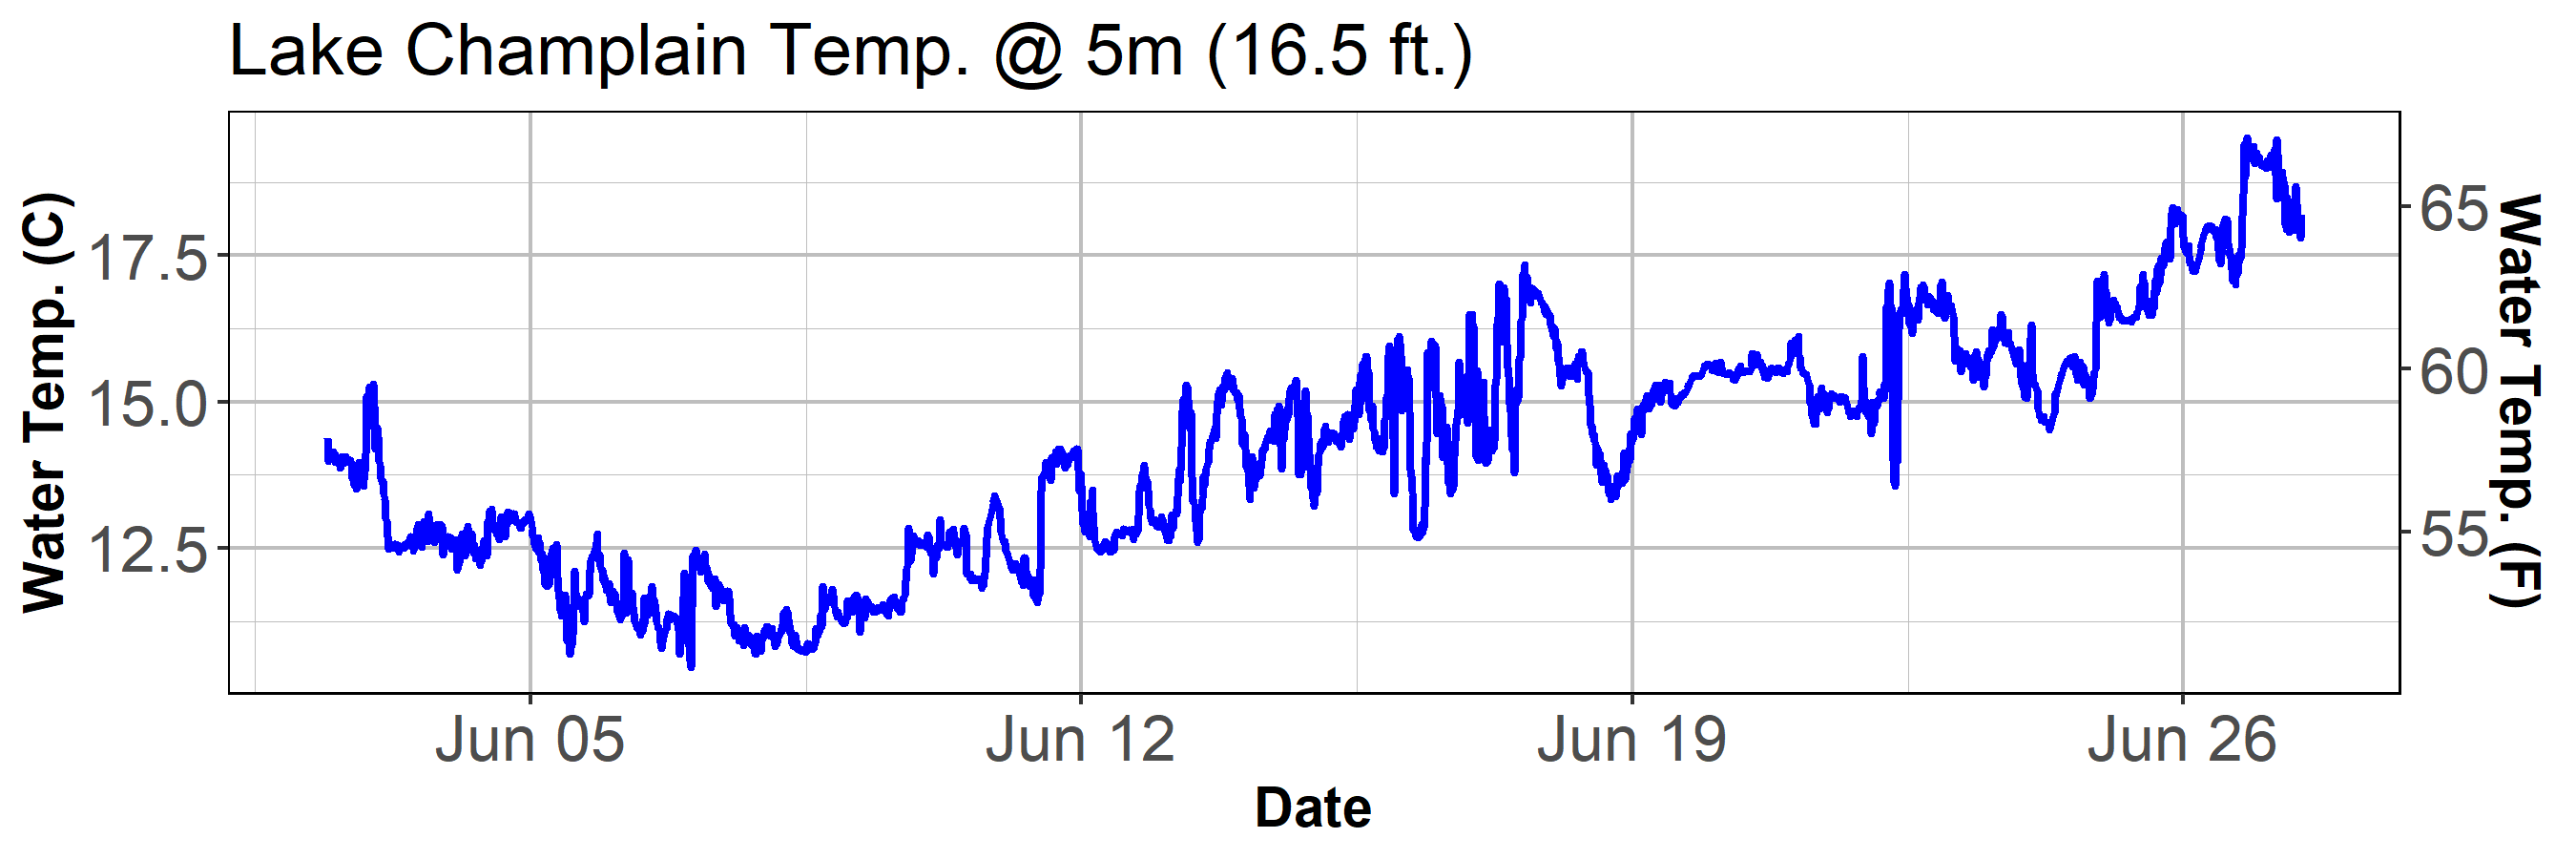 Lake Champlain Temp. @ 5m (16.5 ft.)
Water Temp. (C)
17.5
15.0
12.5
65
60
55
Water Temp. (F)
Jun 05 Jun 12 Jun 19 Jun 26
Date